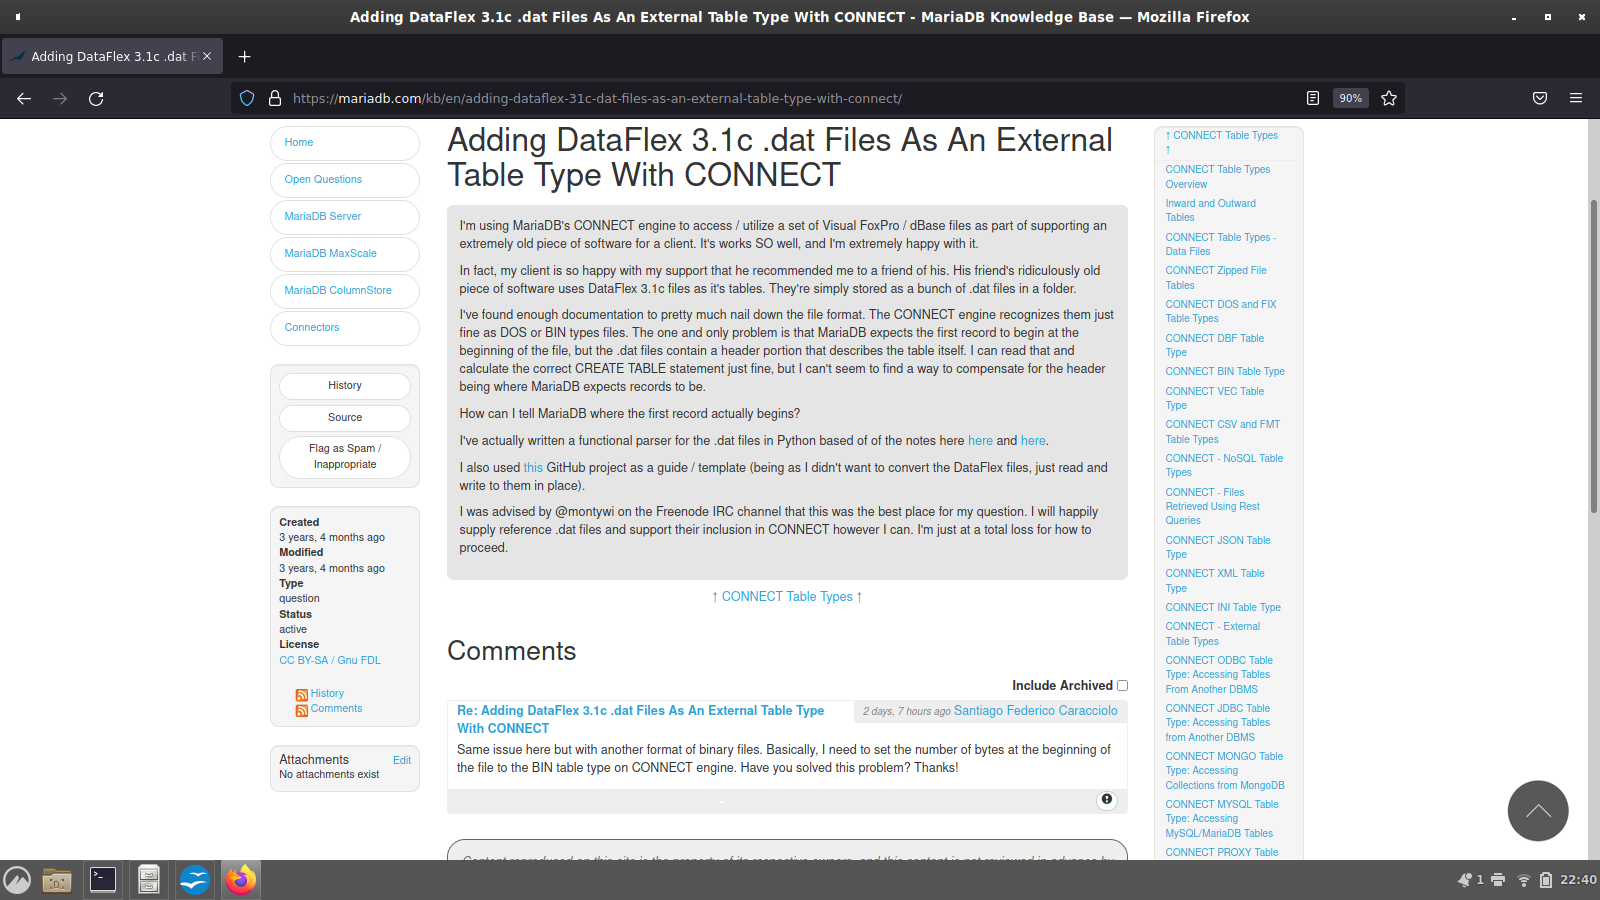 Adding DataFlex 3.1c .dat Files As An External Table Type With CONNECT - MariaDB Knowledge Base — Mozilla Firefox
Adding DataFlex 3.1c .dat F
https://mariadb.com/kb/en/adding-dataflex-31c-dat-files-as-an-external-table-type-with-connect/
90%
Home
Open Questions
MariaDB Server
MariaDB MaxScale
MariaDB ColumnStore
Connectors
History
Source
Flag as Spam /
Inappropriate
Created
3 years, 4 months ago
Modified
3 years, 4 months ago
Type
question
Status
active
License
CC BY-SA / Gnu FDL
History
Comments
Attachments
Edit
No attachments exist
Adding DataFlex 3.1c .dat Files As An External
Table Type With CONNECT
I'm using MariaDB's CONNECT engine to access / utilize a set of Visual FoxPro / dBase files as part of supporting an
extremely old piece of software for a client. It's works SO well, and I'm extremely happy with it.
In fact, my client is so happy with my support that he recommended me to a friend of his. His friend's ridiculously old
piece of software uses DataFlex 3.1c files as it's tables. They're simply stored as a bunch of .dat files in a folder.
I've found enough documentation to pretty much nail down the file format. The CONNECT engine recognizes them just
fine as DOS or BIN types files. The one and only problem is that MariaDB expects the first record to begin at the
beginning of the file, but the .dat files contain a header portion that describes the table itself. I can read that and
calculate the correct CREATE TABLE statement just fine, but I can't seem to find a way to compensate for the header
being where MariaDB expects records to be.
How can I tell MariaDB where the first record actually begins?
I've actually written a functional parser for the .dat files in Python based of of the notes here here and here.
I also used this GitHub project as a guide / template (being as I didn't want to convert the DataFlex files, just read and
write to them in place).
I was advised by @montywi on the Freenode IRC channel that this was the best place for my question. I will happily
supply reference .dat files and support their inclusion in CONNECT however I can. I'm just at a total loss for how to
proceed.
↑ CONNECT Table Types ↑
Comments
Include Archived
Re: Adding DataFlex 3.1c .dat Files As An External Table Type
With CONNECT
2 days, 7 hours ago Santiago Federico Caracciolo
Same issue here but with another format of binary files. Basically, I need to set the number of bytes at the beginning of
the file to the BIN table type on CONNECT engine. Have you solved this problem? Thanks!
Content reproduced on this site is the property of its respective owners, and this content is not reviewed in advance by
↑ CONNECT Table Types
↑
CONNECT Table Types
Overview
Inward and Outward
Tables
CONNECT Table Types -
Data Files
CONNECT Zipped File
Tables
CONNECT DOS and FIX
Table Types
CONNECT DBF Table
Type
CONNECT BIN Table Type
CONNECT VEC Table
Type
CONNECT CSV and FMT
Table Types
CONNECT - NoSQL Table
Types
CONNECT - Files
Retrieved Using Rest
Queries
CONNECT JSON Table
Type
CONNECT XML Table
Type
CONNECT INI Table Type
CONNECT - External
Table Types
CONNECT ODBC Table
Type: Accessing Tables
From Another DBMS
CONNECT JDBC Table
Type: Accessing Tables
from Another DBMS
CONNECT MONGO Table
Type: Accessing
Collections from MongoDB
CONNECT MYSQL Table
Type: Accessing
MySQL/MariaDB Tables
CONNECT PROXY Table
1
22:40